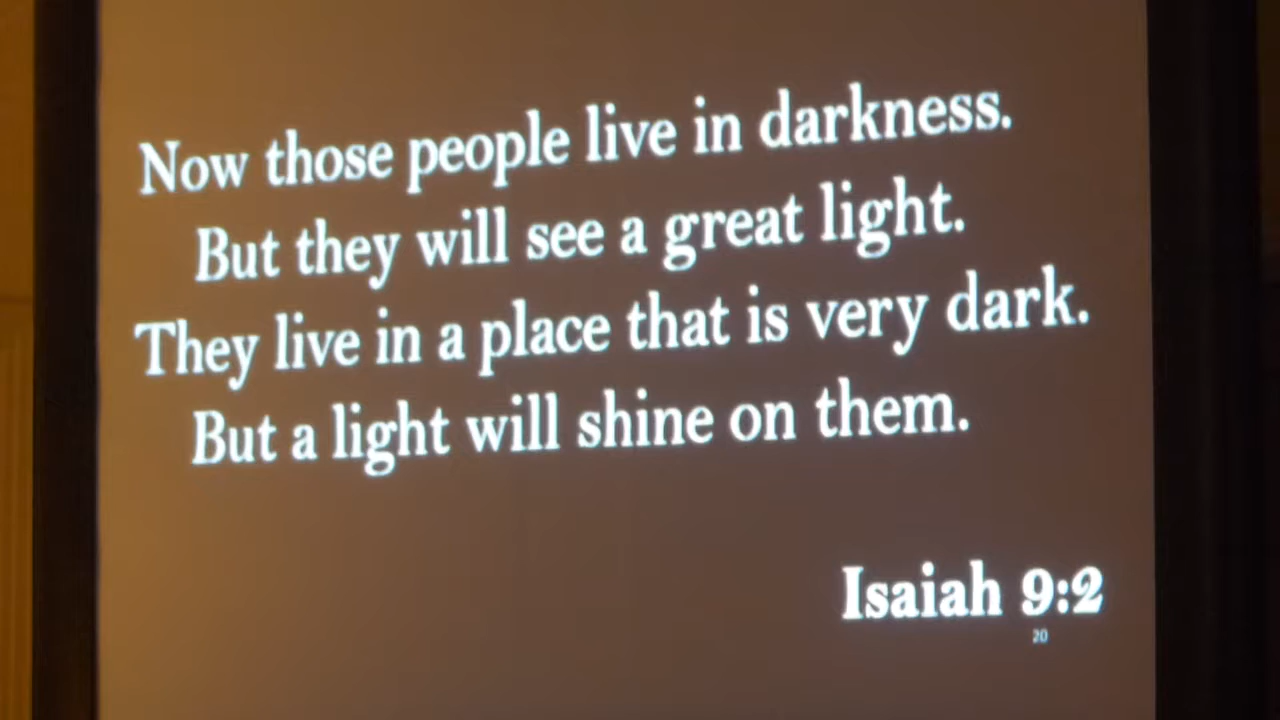 Now those people live in darkness.
But they will see a great light.
They live in a place that is very dark.
But a light will shine on them.
Isaiah 9:2
20